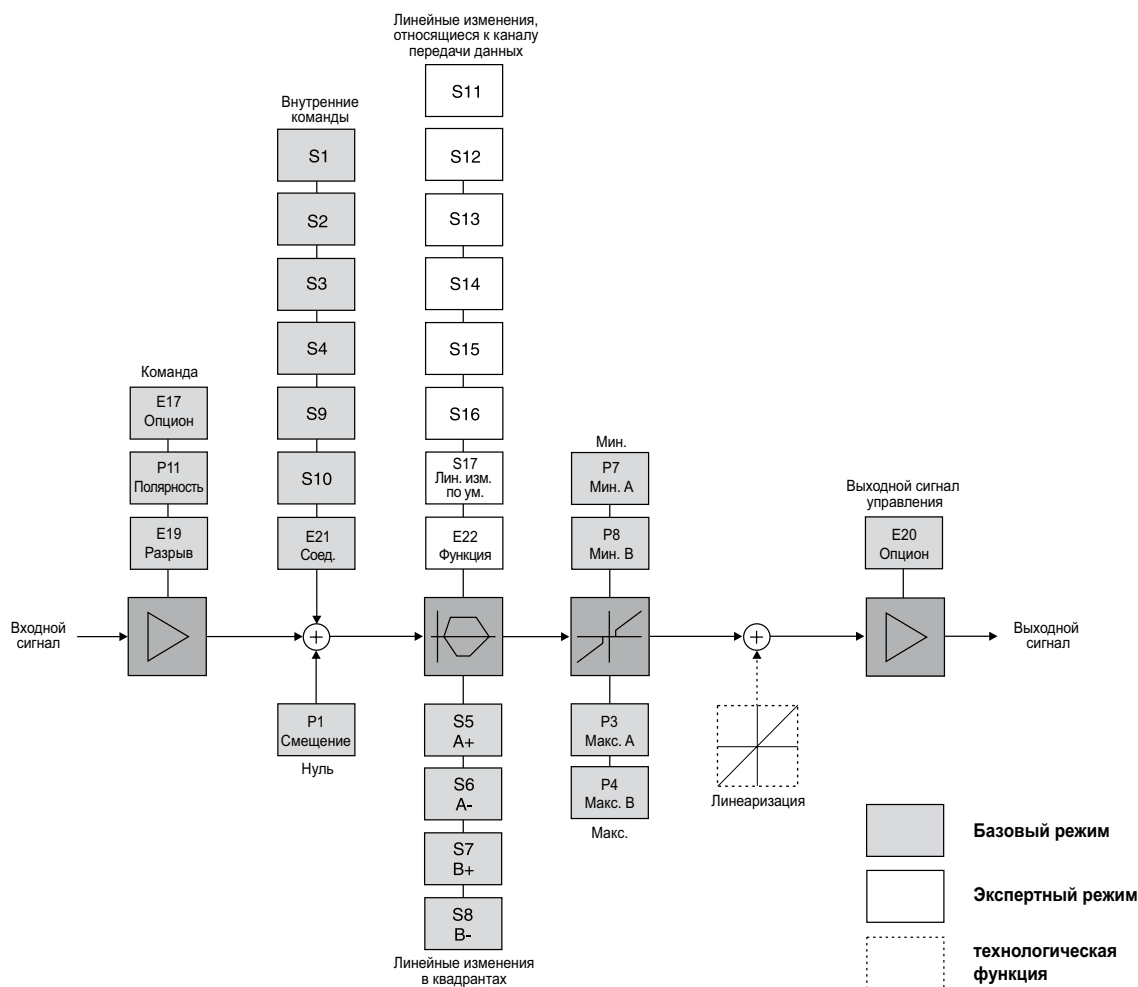 Линейные изменения,
относящиеся к каналу
передачи данных
S11
Внутренние
команды
S1
S12
S2
S13
S3
S14
S4
S15
Команда
E17
Опцион
S9
S16
Мин.
P11
Полярность
S10
S17
Лин. изм.
по ум.
P7
Мин. А
Выходной сигнал
управления
E19
Разрыв
E21
Соед.
E22
Функция
P8
Мин. В
E20
Опцион
Входной
сигнал
+
+
Выходной
сигнал
P1
Смещение
Нуль
S5
A+
P3
Макс. А
S6
A-
P4
Макс. В
Макс.
Линеаризация
S7
B+
S8
B-
Линейные изменения
в квадрантах
Базовый режим
Экспертный режим
технологическая
функция